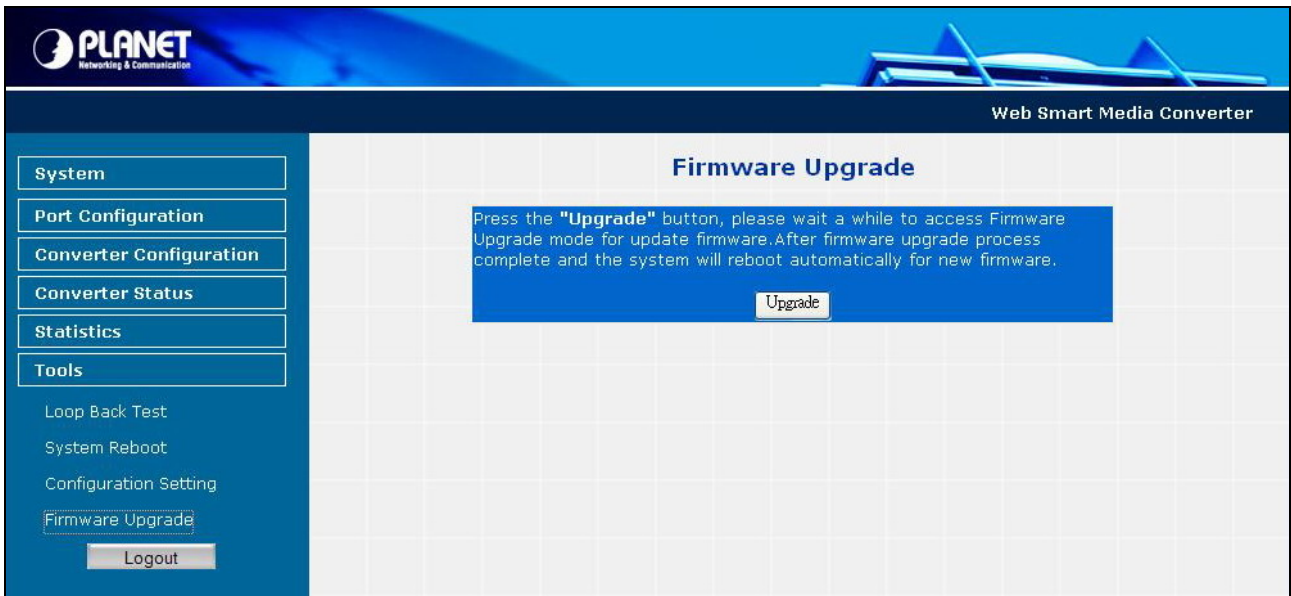 PLANET
Networking & Communication
Web Smart Media Converter
System
Port Configuration
Converter Configuration
Converter Status
Statistics
Tools
Loop Back Test
System Reboot
Configuration Setting
Firmware Upgrade
Logout
Firmware Upgrade
Press the "Upgrade" button, please wait a while to access Firmware
Upgrade mode for update firmware.After firmware upgrade process
complete and the system will reboot automatically for new firmware.
Upgrade